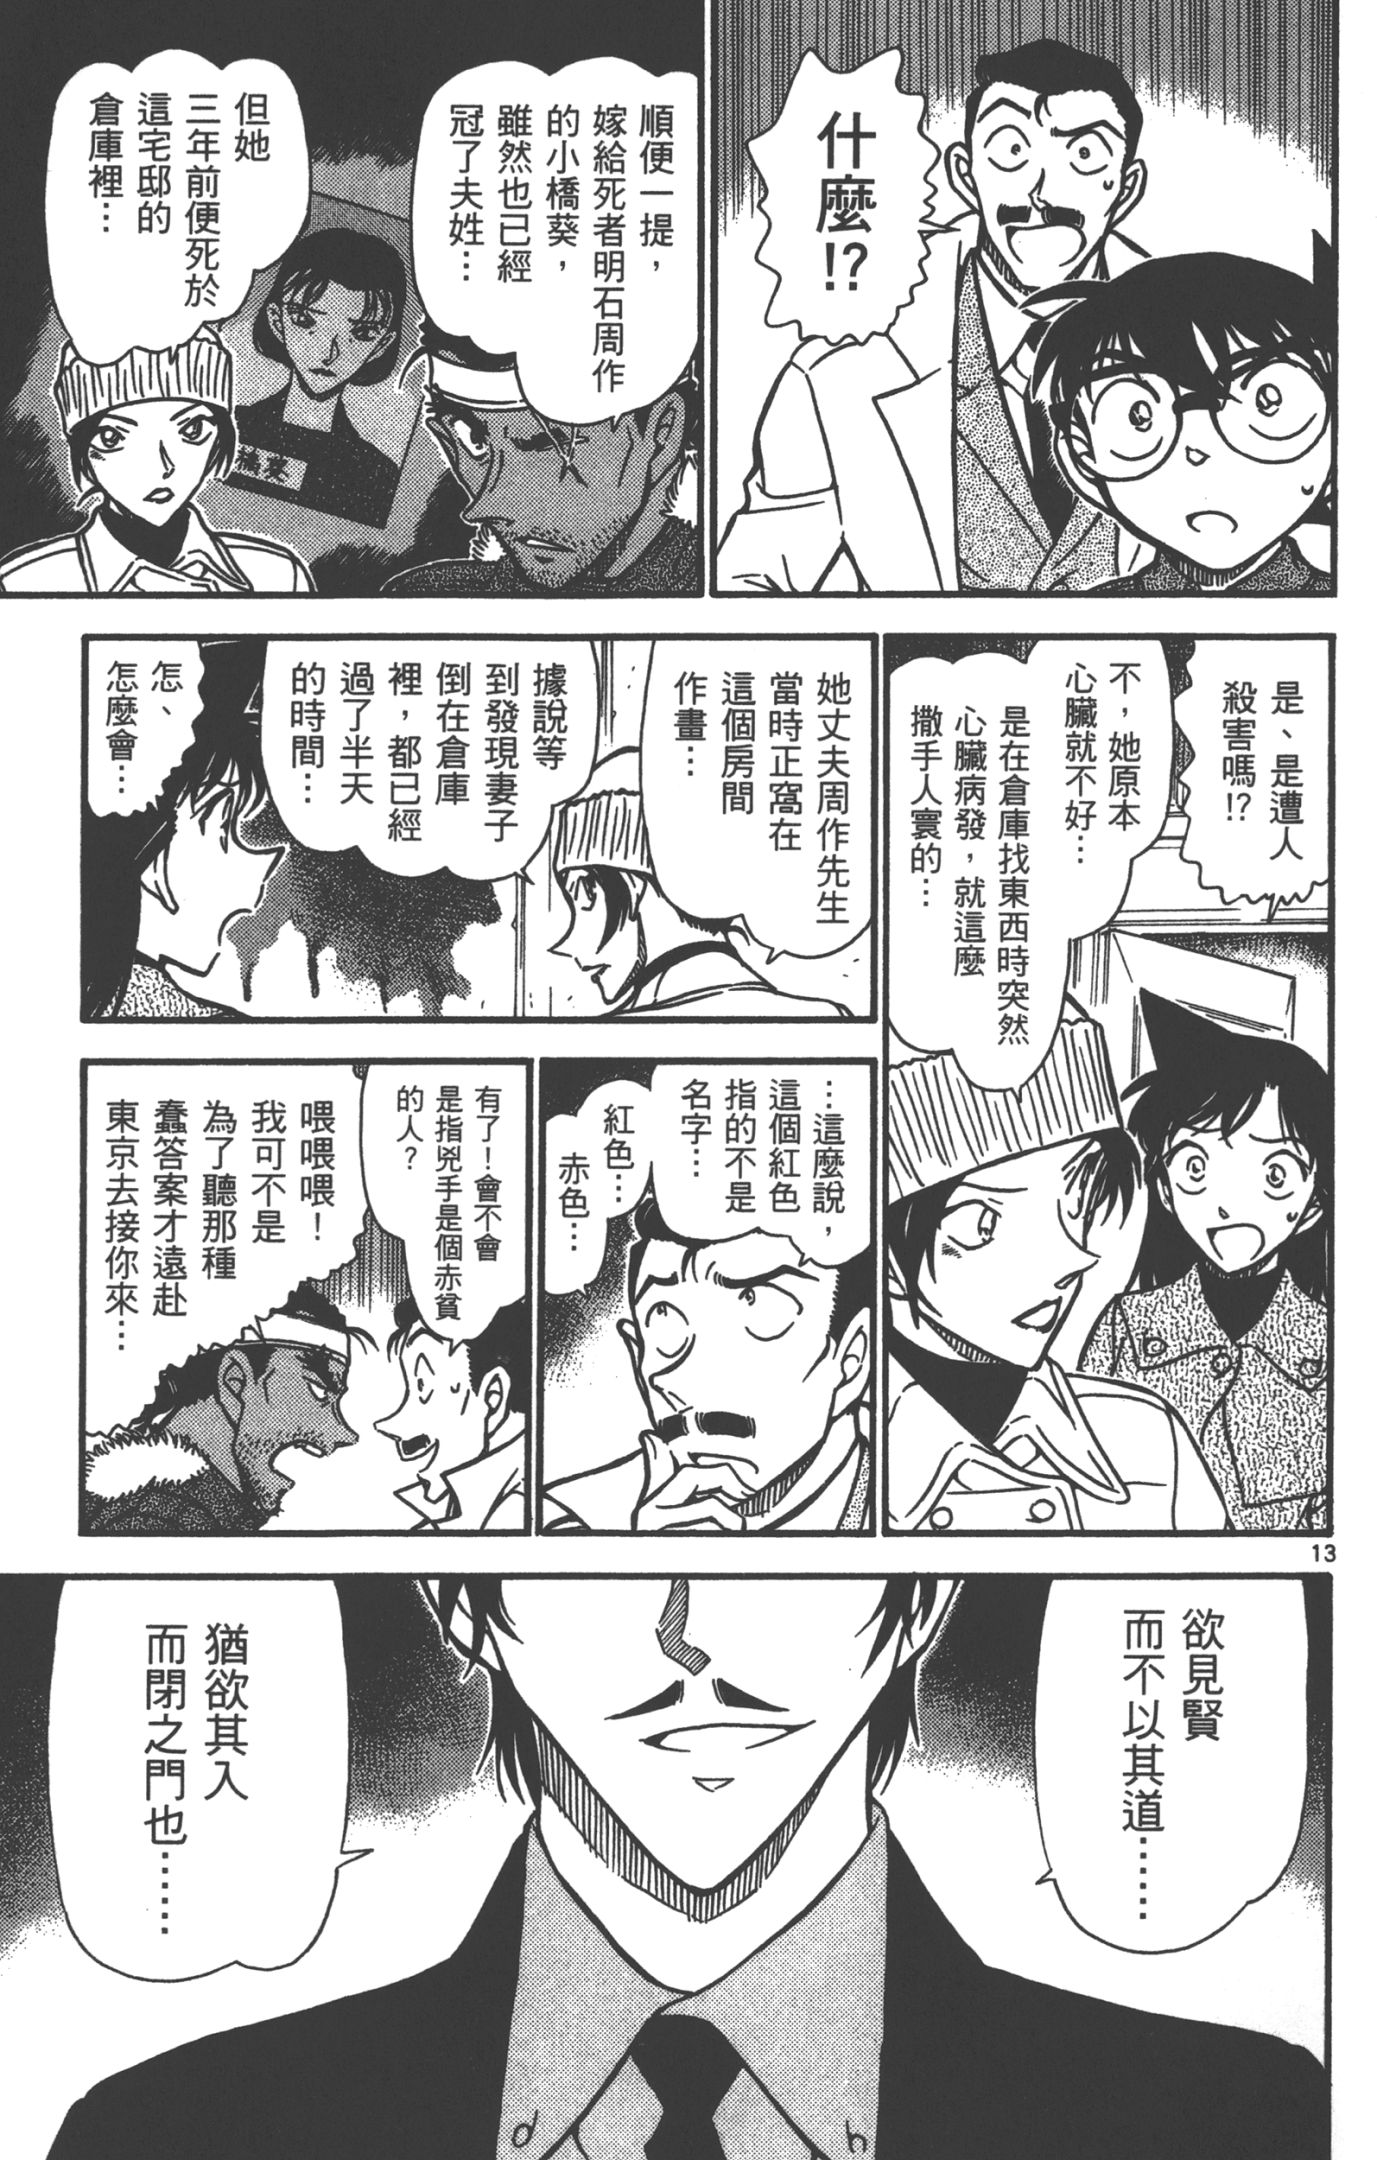 什麼!?
順便一提，
嫁給死者明石周作
的小橋葵，
雖然也已經
冠了夫姓…
但她
三年前便死於
這宅邸的
倉庫裡…
是、是遭人
殺害嗎!?
不，她原本
心臟就不好…
是在倉庫找東西時突然
心臟病發，就這麼
撒手人寰的…
她丈夫周作先生
當時正窩在
這個房間
作畫…
據說等
到發現妻子
倒在倉庫
裡，都已經
過了半天
的時間…
怎、
怎麼會…
…這麼說，
這個紅色
指的不是
名字…
紅色…
赤色…
有了！會不會
是指兇手是個赤貧
的人？
喂喂喂！
我可不是
為了聽那種
蠢答案才遠赴
東京去接你來…
13
欲見賢
而不以其道……
猶欲其入
而閉之門也……
d
h